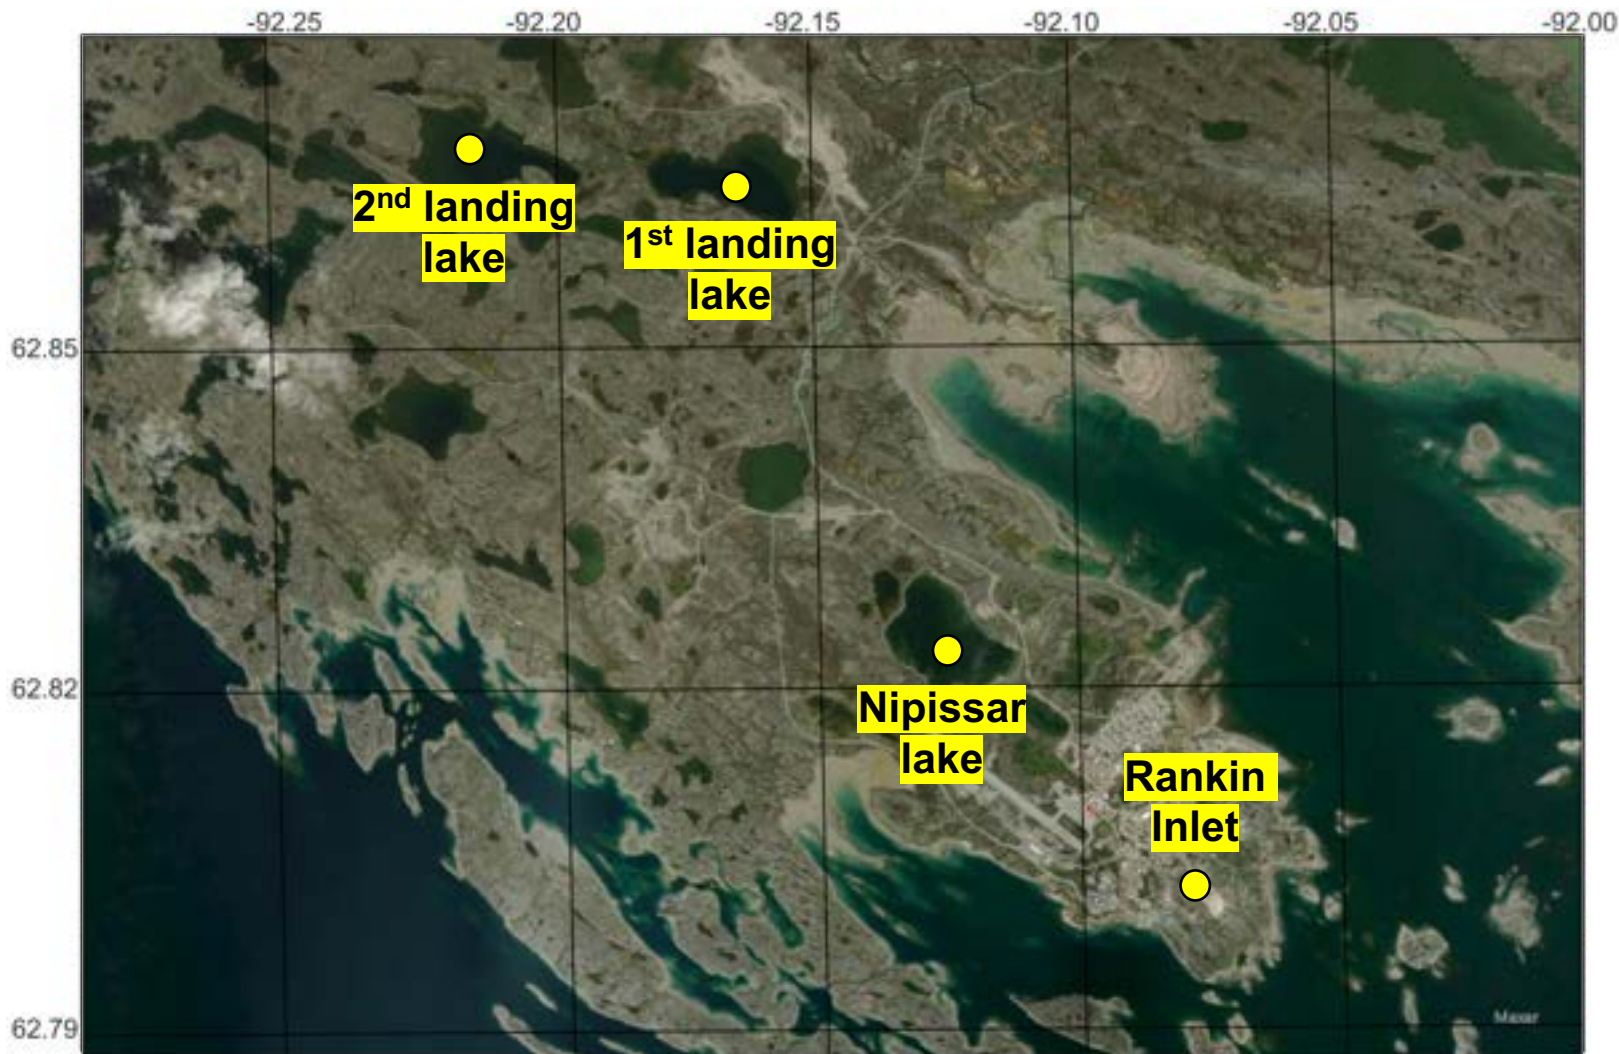 -92.25 -92.20 -92.15 -92.10 -92.05 -92.00
2nd landing
lake
1st landing
lake
62.85
62.82
Nipissar
lake
Rankin
Inlet
62.79
Maxar